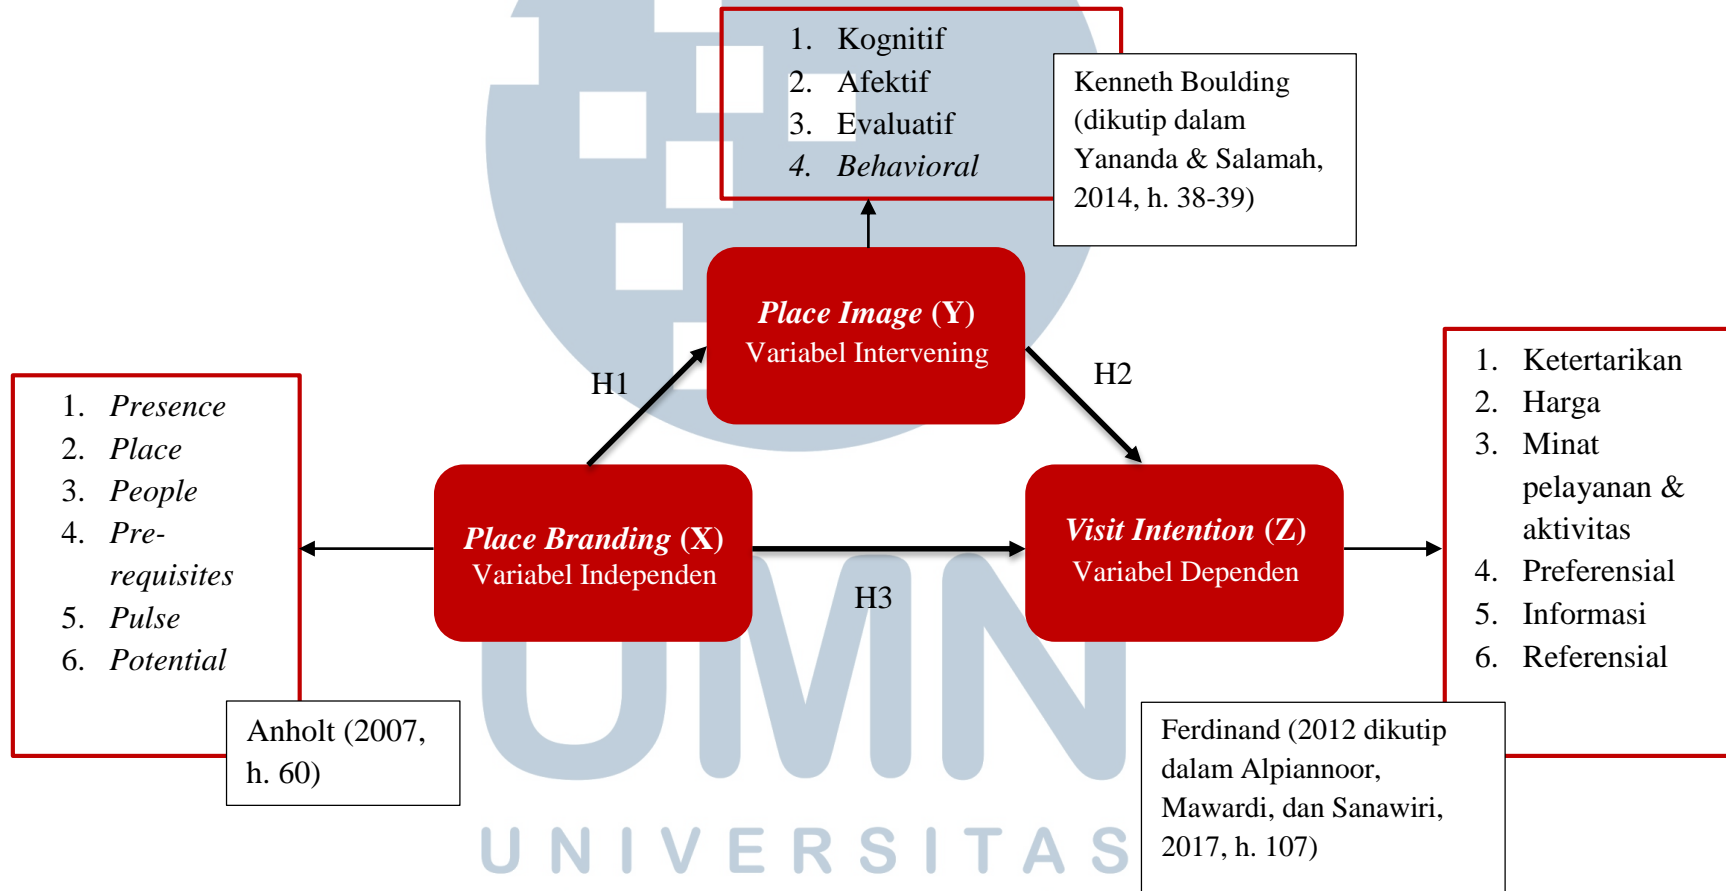 1. Kognitif
2. Afektif
3. Evaluatif
4. Behavioral
Kenneth Boulding
(dikutip dalam
Yananda & Salamah,
2014, h. 38-39)
Place Image (Y)
Variabel Intervening
H1
H2
1. Presence
2. Place
3. People
4. Pre-
requisites
5. Pulse
6. Potential
Anholt (2007,
h. 60)
Place Branding (X)
Variabel Independen
H3
Visit Intention (Z)
Variabel Dependen
1. Ketertarikan
2. Harga
3. Minat
pelayanan &
aktivitas
4. Preferensial
5. Informasi
6. Referensial
Ferdinand (2012 dikutip
dalam Alpiannoor,
Mawardi, dan Sanawiri,
2017, h. 107)
UMN
UNIVERSITAS